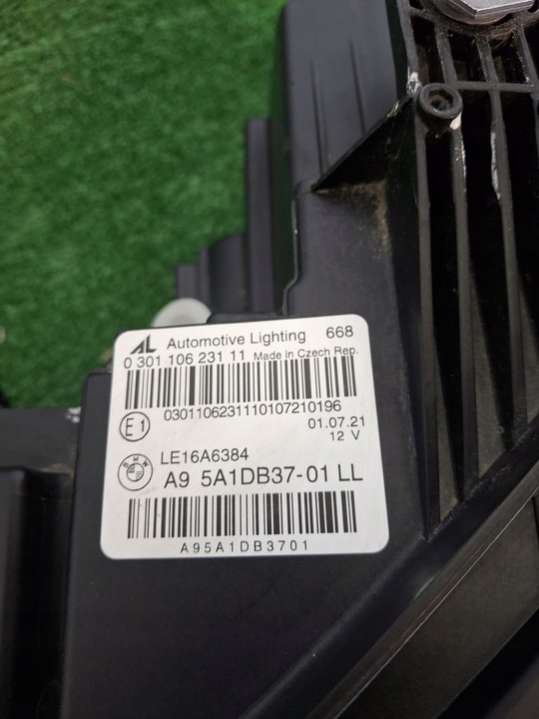 AL Automotive Lighting 668
0 301 106 231 11 Made in Czech Rep.
0301106231110107210196
E1
01.07.21
12 V
BMW
LE16A6384
A9 5A1DB37-01 LL
A95A1DB3701